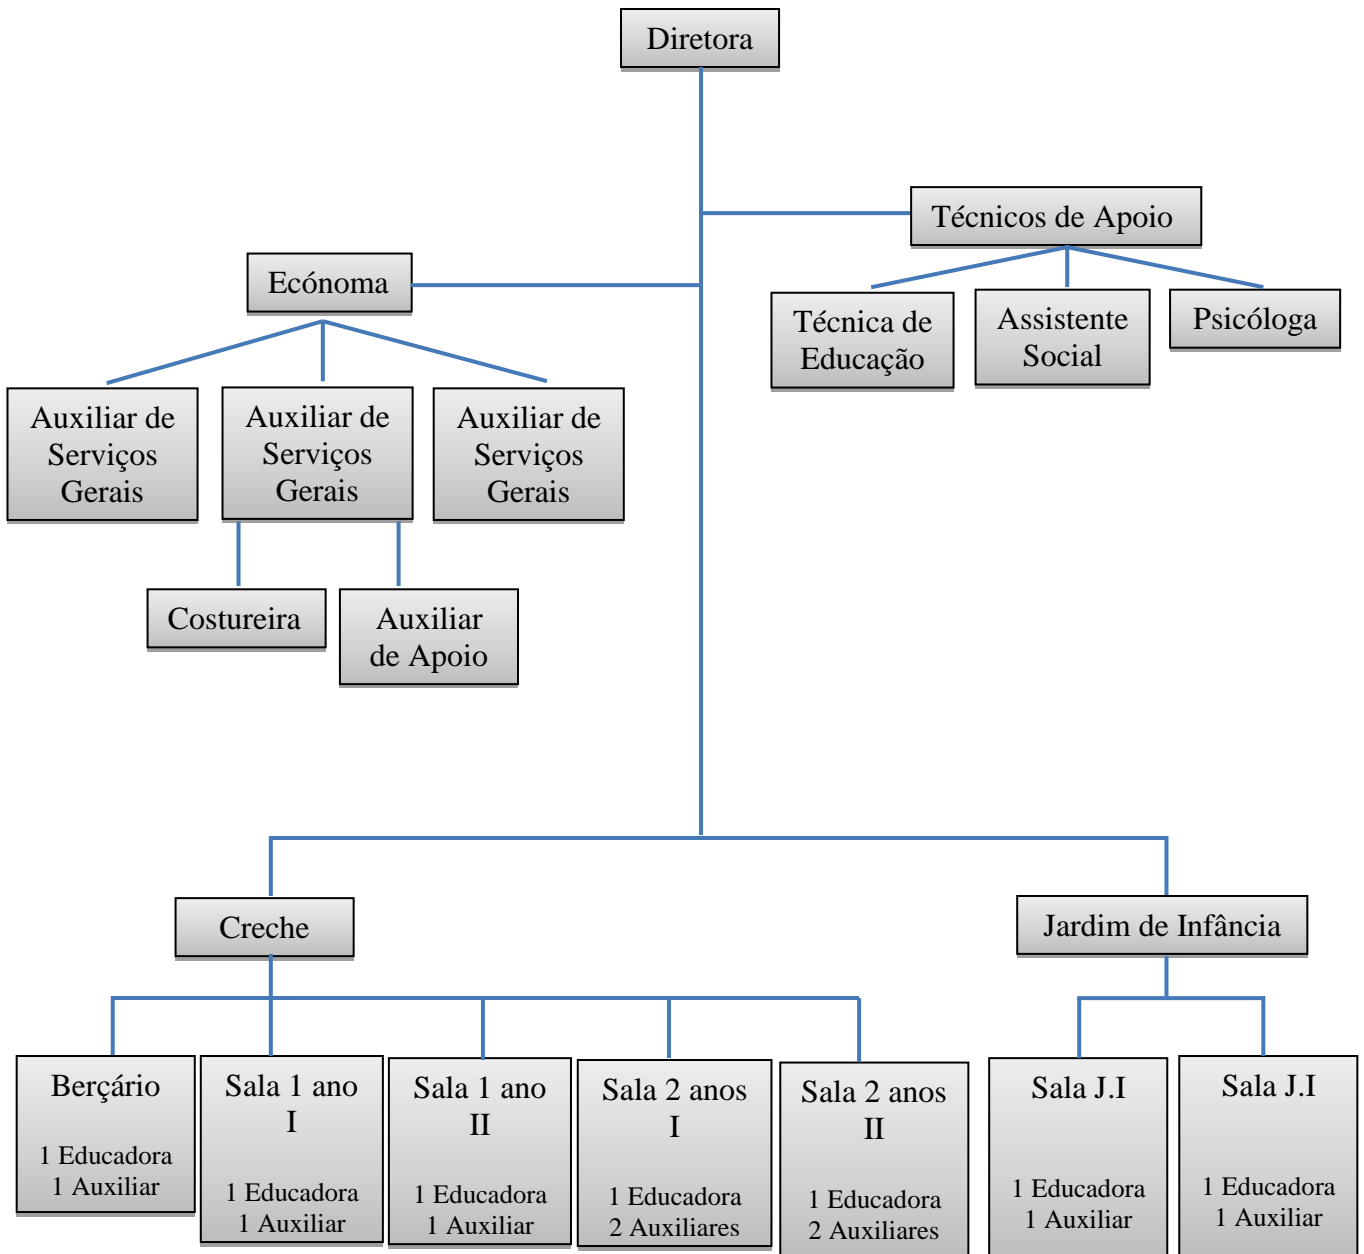 Diretora
Técnicos de Apoio
Ecónoma
Técnica de
Educação
Assistente
Social
Psicóloga
Auxiliar de
Serviços
Gerais
Auxiliar de
Serviços
Gerais
Auxiliar de
Serviços
Gerais
Costureira
Auxiliar
de Apoio
Creche
Jardim de Infância
Berçário
1 Educadora
1 Auxiliar
Sala 1 ano
I
1 Educadora
1 Auxiliar
Sala 1 ano
II
1 Educadora
1 Auxiliar
Sala 2 anos
I
1 Educadora
2 Auxiliares
Sala 2 anos
II
1 Educadora
2 Auxiliares
Sala J.I
1 Educadora
1 Auxiliar
Sala J.I
1 Educadora
1 Auxiliar